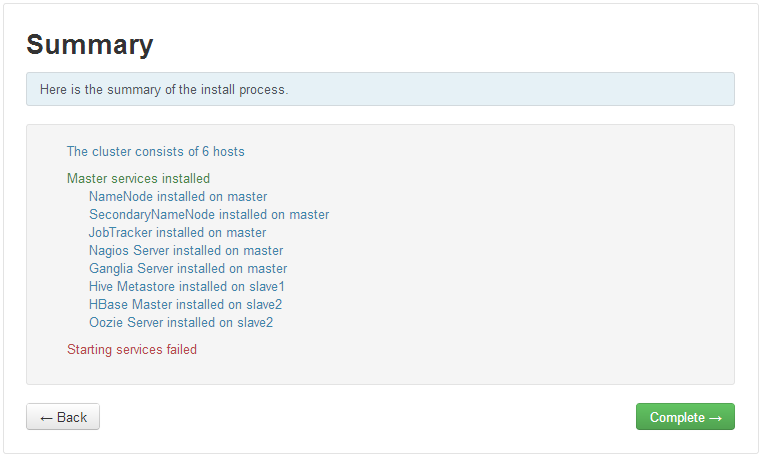 Summary
Here is the summary of the install process.
The cluster consists of 6 hosts
Master services installed
NameNode installed on master
SecondaryNameNode installed on master
JobTracker installed on master
Nagios Server installed on master
Ganglia Server installed on master
Hive Metastore installed on slave1
HBase Master installed on slave2
Oozie Server installed on slave2
Starting services failed
← Back
Complete →